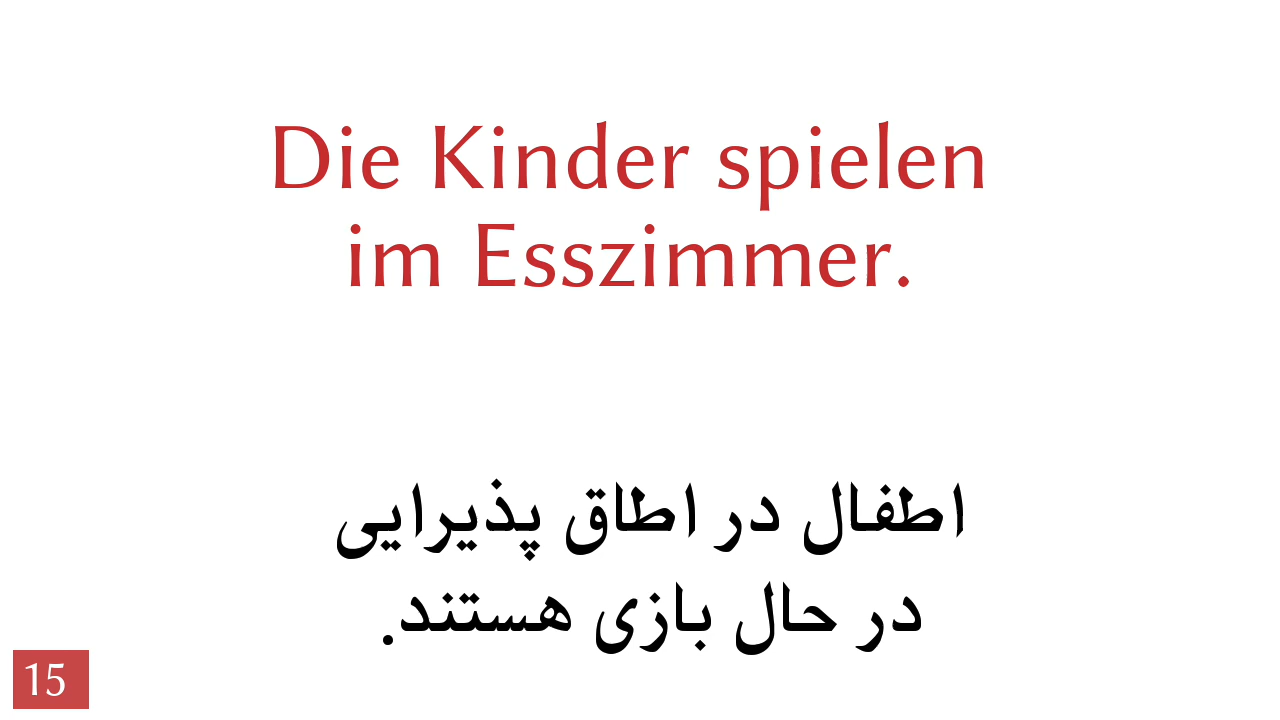 Die Kinder spielen
im Esszimmer.
اطفال در اطاق پذیرایی
در حال بازی هستند.
15